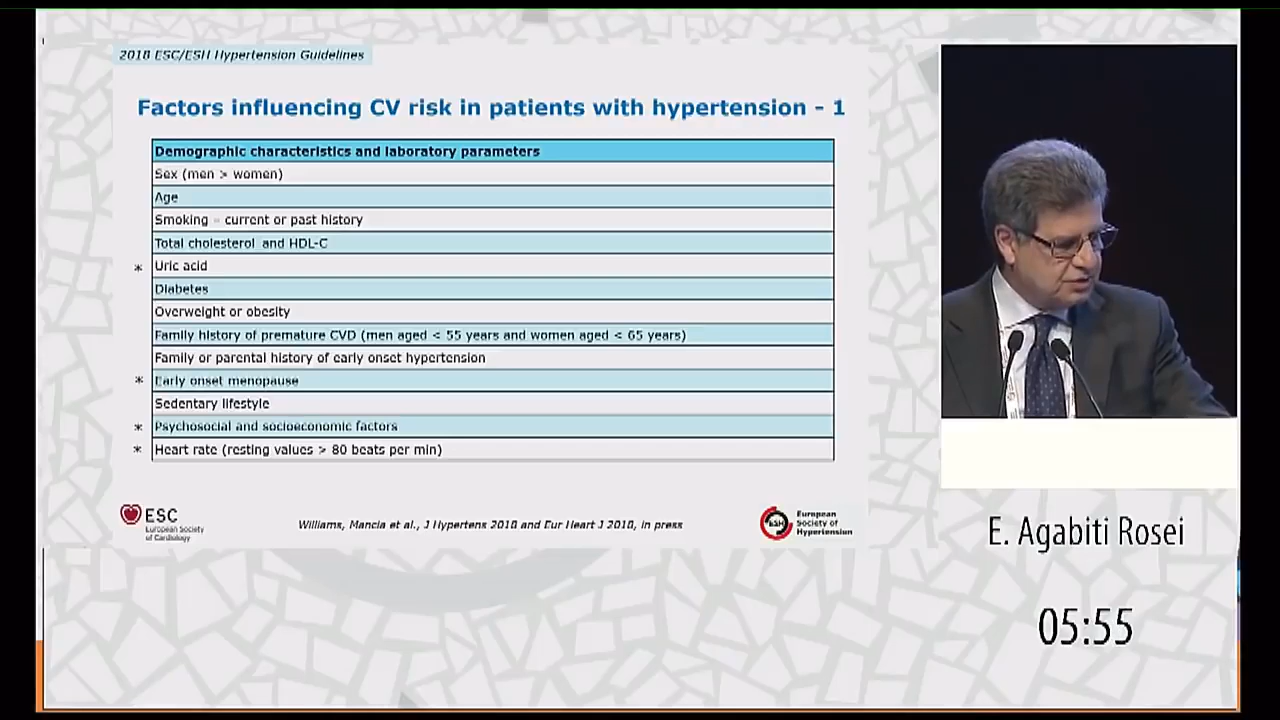 2018 ESC/ESH Hypertension Guidelines
Factors influencing CV risk in patients with hypertension - 1
Demographic characteristics and laboratory parameters
Sex (men > women)
Age
Smoking – current or past history
Total cholesterol and HDL-C
* Uric acid
Diabetes
Overweight or obesity
Family history of premature CVD (men aged < 55 years and women aged < 65 years)
Family or parental history of early onset hypertension
* Early onset menopause
Sedentary lifestyle
* Psychosocial and socioeconomic factors
* Heart rate (resting values > 80 beats per min)
ESC
European Society
of Cardiology
Williams, Mancia et al., J Hypertens 2018 and Eur Heart J 2018, in press
ESH
European
Society of
Hypertension
E. Agabiti Rosei
05:55